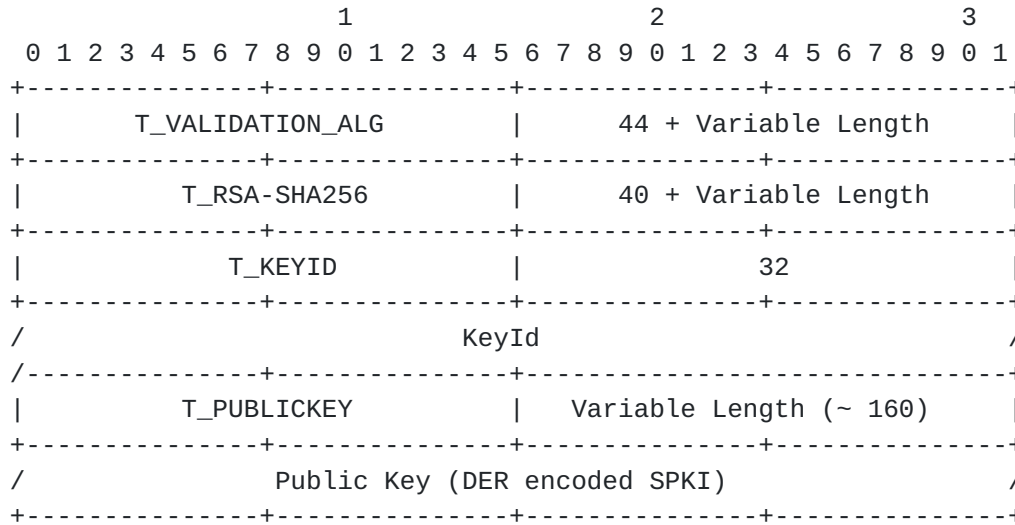 1                   2                   3
 0 1 2 3 4 5 6 7 8 9 0 1 2 3 4 5 6 7 8 9 0 1 2 3 4 5 6 7 8 9 0 1
+---------------+---------------+---------------+---------------+
|       T_VALIDATION_ALG        |      44 + Variable Length     |
+---------------+---------------+---------------+---------------+
|          T_RSA-SHA256         |      40 + Variable Length     |
+---------------+---------------+---------------+---------------+
|             T_KEYID           |               32              |
+---------------+---------------+---------------+---------------+
/                            KeyId                              /
/---------------+---------------+-------------------------------+
|          T_PUBLICKEY          |   Variable Length (~ 160)     |
+---------------+---------------+---------------+---------------+
/                Public Key (DER encoded SPKI)                  /
+---------------+---------------+---------------+---------------+